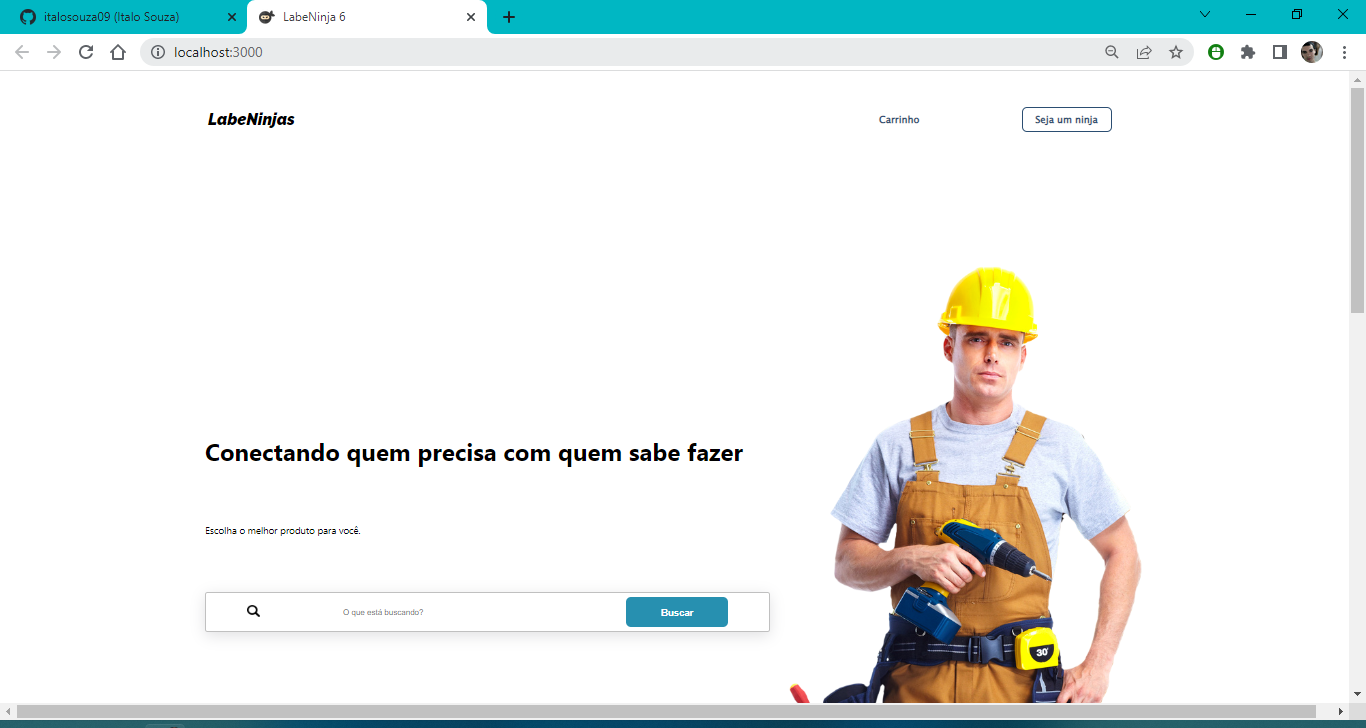 italosouza09 (Italo Souza)
LabeNinja 6
localhost:3000
LabeNinjas
Carrinho
Seja um ninja
Conectando quem precisa com quem sabe fazer
Escolha o melhor produto para você.
O que está buscando?
Buscar
30'